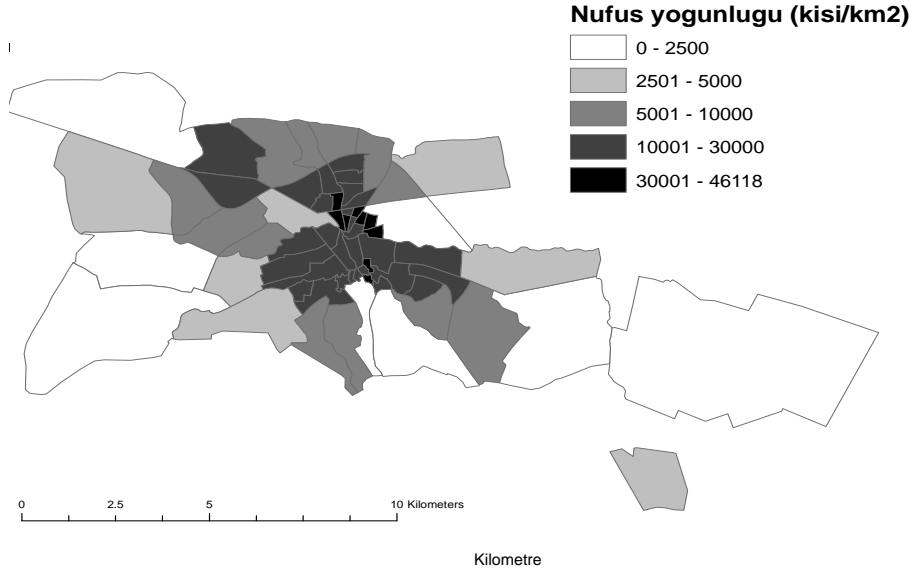 Nufus yogunlugu (kisi/km2)
0 - 2500
2501 - 5000
5001 - 10000
10001 - 30000
30001 - 46118
0 2.5 5 10 Kilometers
Kilometre